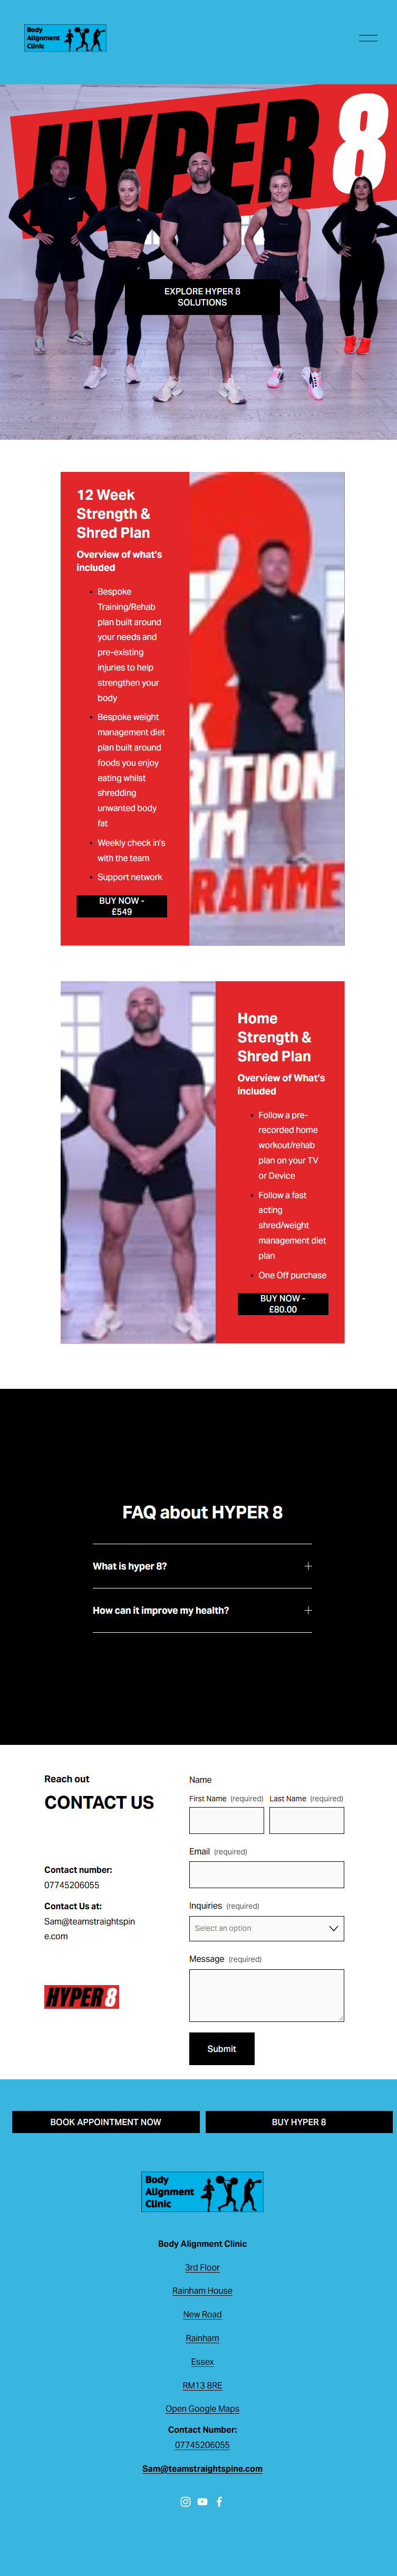 Body
Alignment
Clinic
HYPER 8
EXPLORE HYPER 8
SOLUTIONS
12 Week
Strength &
Shred Plan
Overview of what's
included
Bespoke
Training/Rehab
plan built around
your needs and
pre-existing
injuries to help
strengthen your
body
Bespoke weight
management diet
plan built around
foods you enjoy
eating whilst
shredding
unwanted body
fat
Weekly check in's
with the team
Support network
BUY NOW -
£549
2
K
RITION
YM
RAMME
Home
Strength &
Shred Plan
Overview of What's
included
Follow a pre-
recorded home
workout/rehab
plan on your TV
or Device
Follow a fast
acting
shred/weight
management diet
plan
One Off purchase
BUY NOW -
£80.00
FAQ about HYPER 8
What is hyper 8?
How can it improve my health?
Reach out
CONTACT US
Contact number:
07745206055
Contact Us at:
Sam@teamstraightspin
e.com
HYPER 8
Name
First Name (required) Last Name (required)
Email (required)
Inquiries (required)
Select an option
Message (required)
Submit
BOOK APPOINTMENT NOW
BUY HYPER 8
Body
Alignment
Clinic
Body Alignment Clinic
3rd Floor
Rainham House
New Road
Rainham
Essex
RM13 8RE
Open Google Maps
Contact Number:
07745206055
Sam@teamstraightspine.com